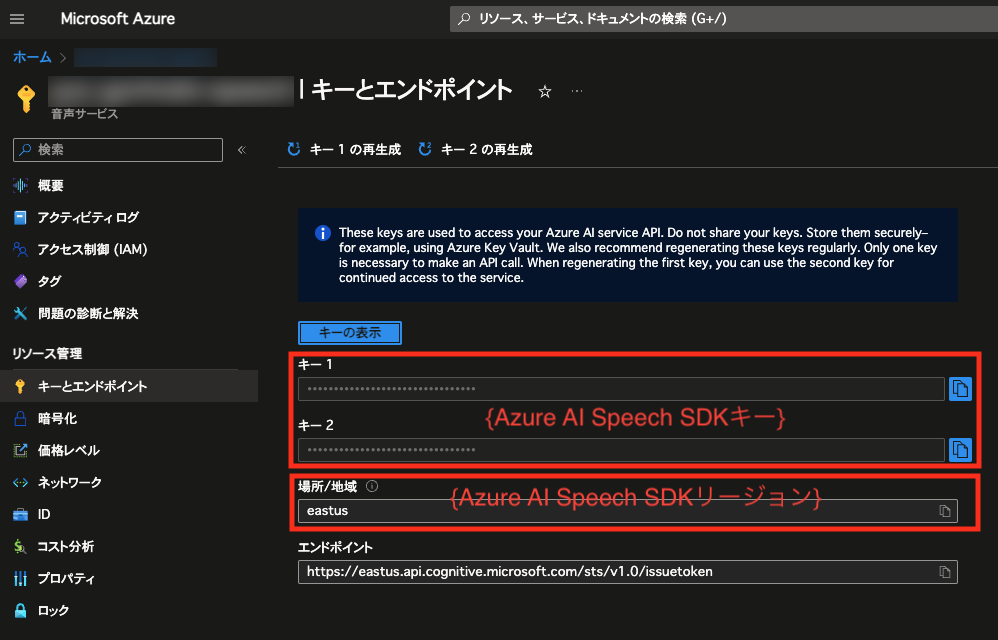 Microsoft Azure
リソース、サービス、ドキュメントの検索 (G+/)
ホーム >
| キーとエンドポイント
音声サービス
検索
キー 1 の再生成
キー 2 の再生成
概要
アクティビティ ログ
アクセス制御 (IAM)
タグ
問題の診断と解決
リソース管理
キーとエンドポイント
暗号化
価格レベル
ネットワーク
ID
コスト分析
プロパティ
ロック
These keys are used to access your Azure AI service API. Do not share your keys. Store them securely–
for example, using Azure Key Vault. We also recommend regenerating these keys regularly. Only one key
is necessary to make an API call. When regenerating the first key, you can use the second key for
continued access to the service.
キーの表示
キー 1
{Azure AI Speech SDKキー}
キー 2
場所/地域
{Azure AI Speech SDKリージョン}
eastus
エンドポイント
https://eastus.api.cognitive.microsoft.com/sts/v1.0/issuetoken